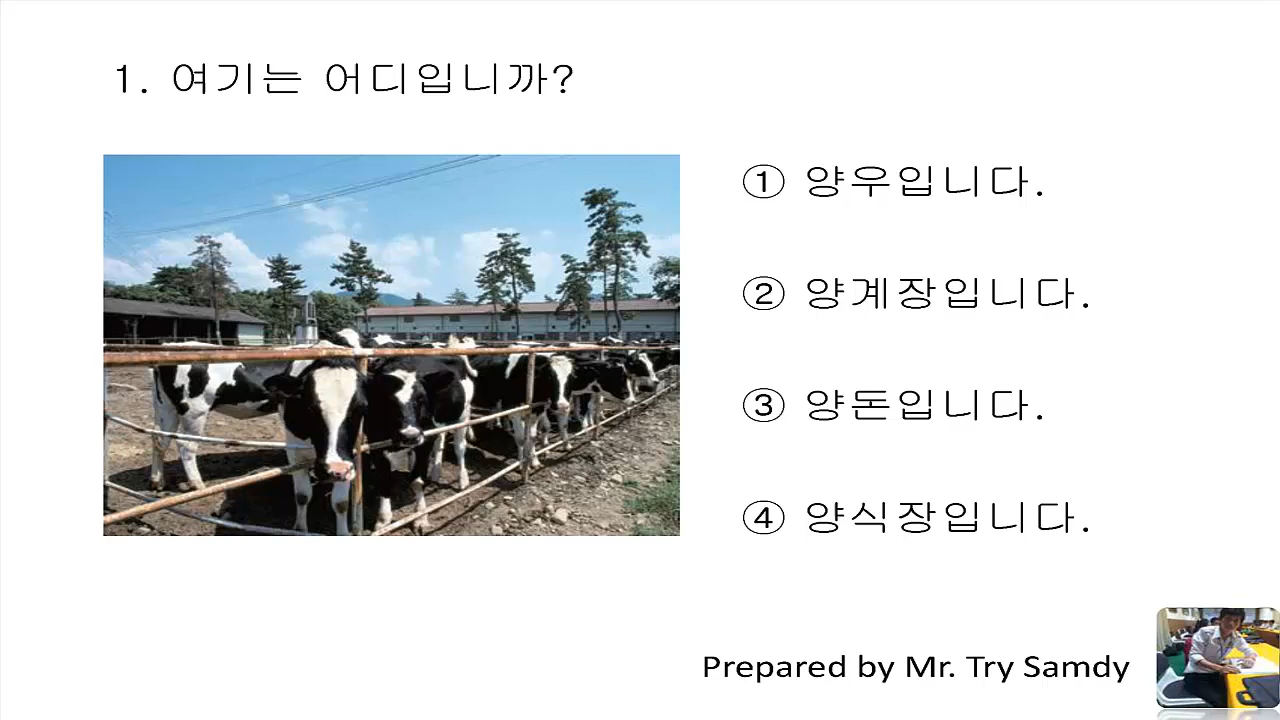 1. 여기는 어디입니까?
① 양우입니다.
② 양계장입니다.
③ 양돈입니다.
④ 양식장입니다.
Prepared by Mr. Try Samdy